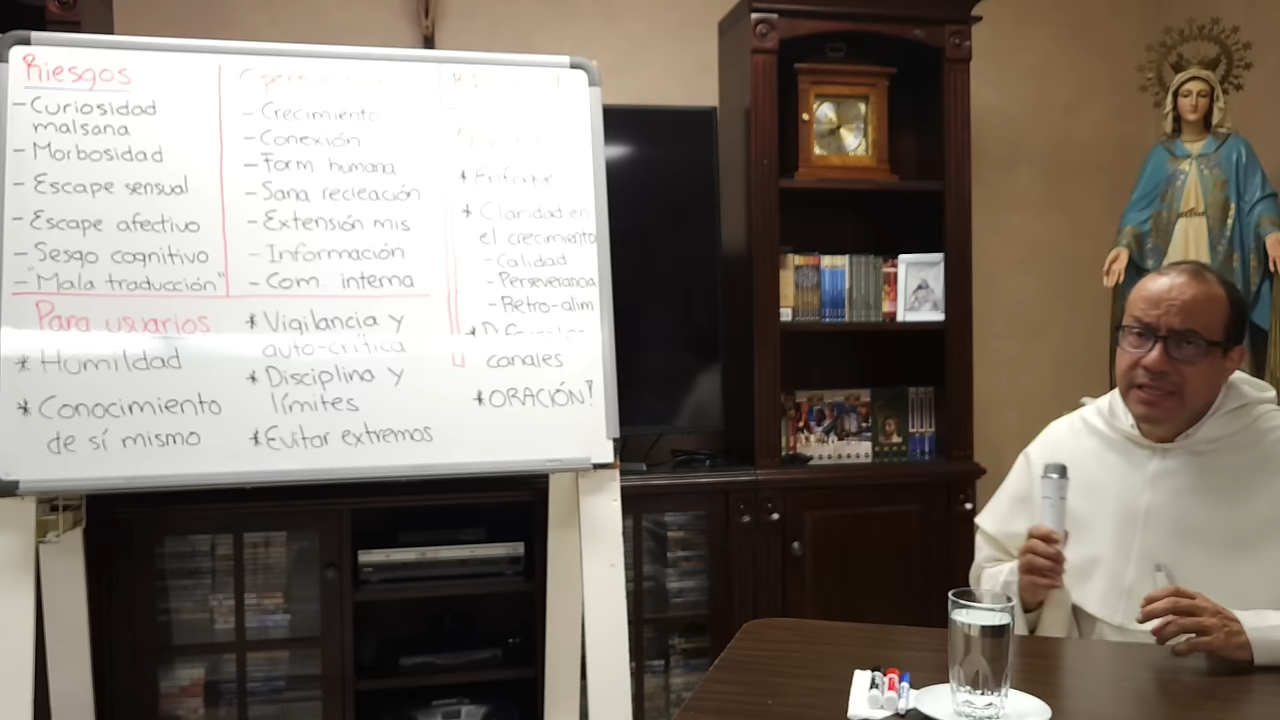 Riesgos
- Curiosidad
malsana
- Morbosidad
- Escape sensual
- Escape afectivo
- Sesgo cognitivo
- "Mala traducción"
- Crecimiento
- Conexión
- Form humana
- Sana recreación
- Extensión mis
- Información
- Com interna
Para usuarios
* Humildad
* Conocimiento
de sí mismo
* Vigilancia y
auto-crítica
* Disciplina y
límites
* Evitar extremos
* Claridad en
el crecimiento
- Calidad
- Perseverancia
- Retro-alim
canales
* ORACIÓN!